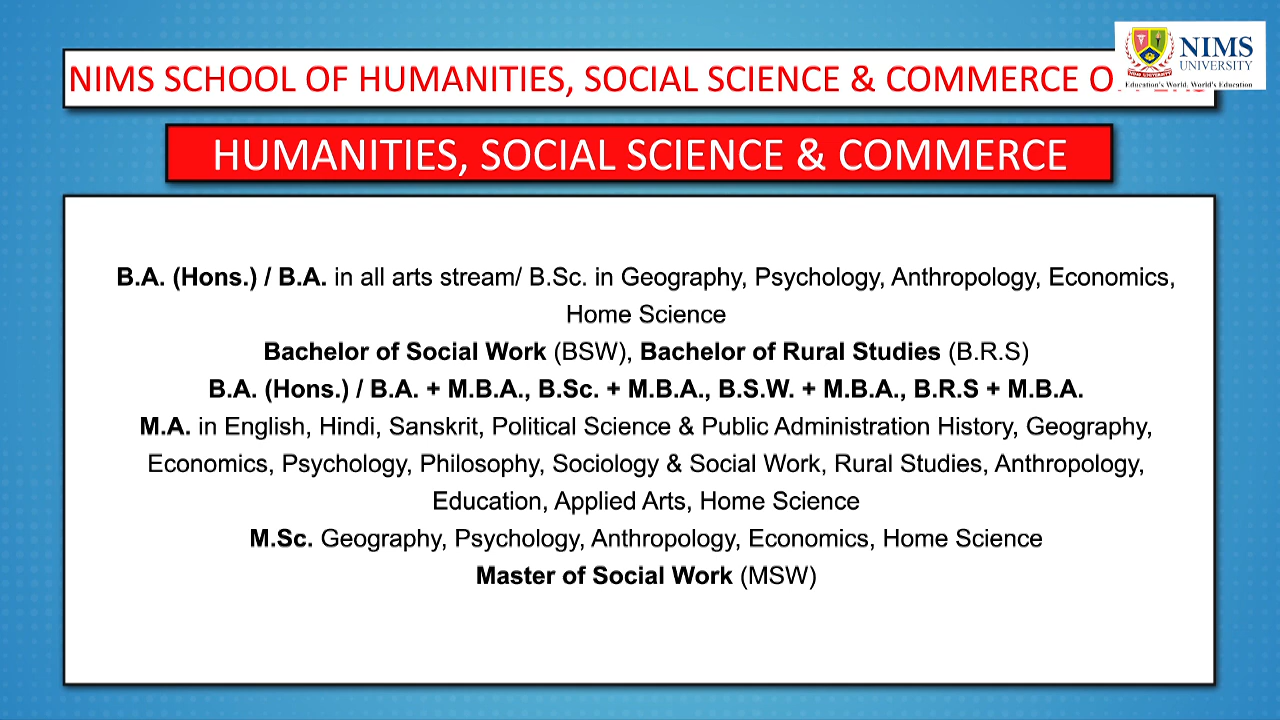 NIMS SCHOOL OF HUMANITIES, SOCIAL SCIENCE & COMMERCE
NIMS
UNIVERSITY
Education's World, World's Education
HUMANITIES, SOCIAL SCIENCE & COMMERCE
B.A. (Hons.) / B.A. in all arts stream/ B.Sc. in Geography, Psychology, Anthropology, Economics,
Home Science
Bachelor of Social Work (BSW), Bachelor of Rural Studies (B.R.S)
B.A. (Hons.) / B.A. + M.B.A., B.Sc. + M.B.A., B.S.W. + M.B.A., B.R.S + M.B.A.
M.A. in English, Hindi, Sanskrit, Political Science & Public Administration History, Geography,
Economics, Psychology, Philosophy, Sociology & Social Work, Rural Studies, Anthropology,
Education, Applied Arts, Home Science
M.Sc. Geography, Psychology, Anthropology, Economics, Home Science
Master of Social Work (MSW)